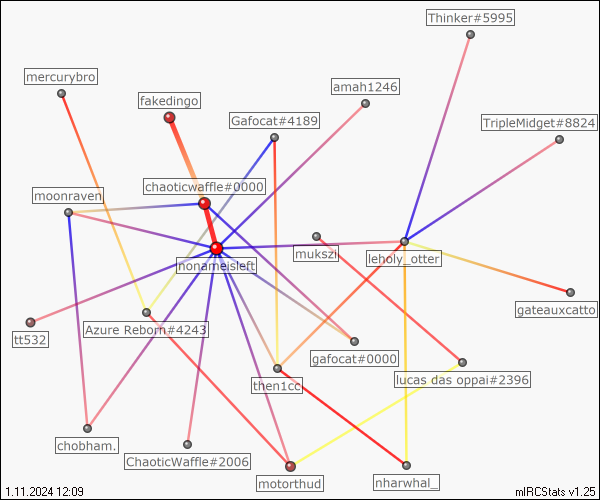 Thinker#5995
mercurybro
amah1246
fakedingo
Gafocat#4189
TripleMidget#8824
chaoticwaffle#0000
moonraven
mukszi
leholy_otter
nonameisleft
gateauxcatto
Azure Reborn#4243
tt532
gafocat#0000
lucas das oppai#2396
then1cc
chobham.
ChaoticWaffle#2006
motorthud
nharwhal_
1.11.2024 12:09
mIRCStats v1.25